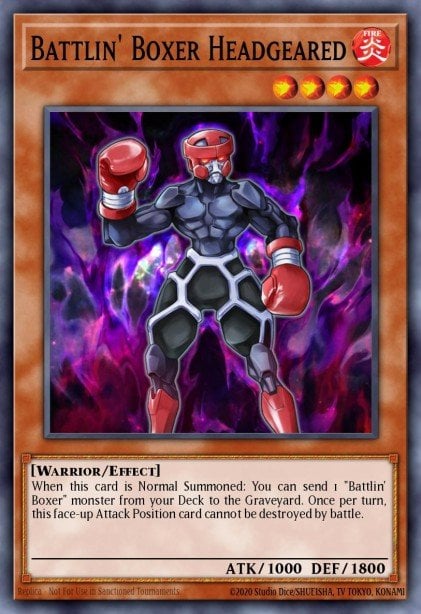 BATTLIN' BOXER HEADGEARED
FIRE
炎
[WARRIOR/EFFECT]
When this card is Normal Summoned: You can send 1 "Battlin'
Boxer" monster from your Deck to the Graveyard. Once per turn,
this face-up Attack Position card cannot be destroyed by battle.
ATK/1000 DEF/1800
Replica - Not For Use in Sanctioned Tournaments
©2020 Studio Dice/SHUEISHA, TV TOKYO, KONAMI